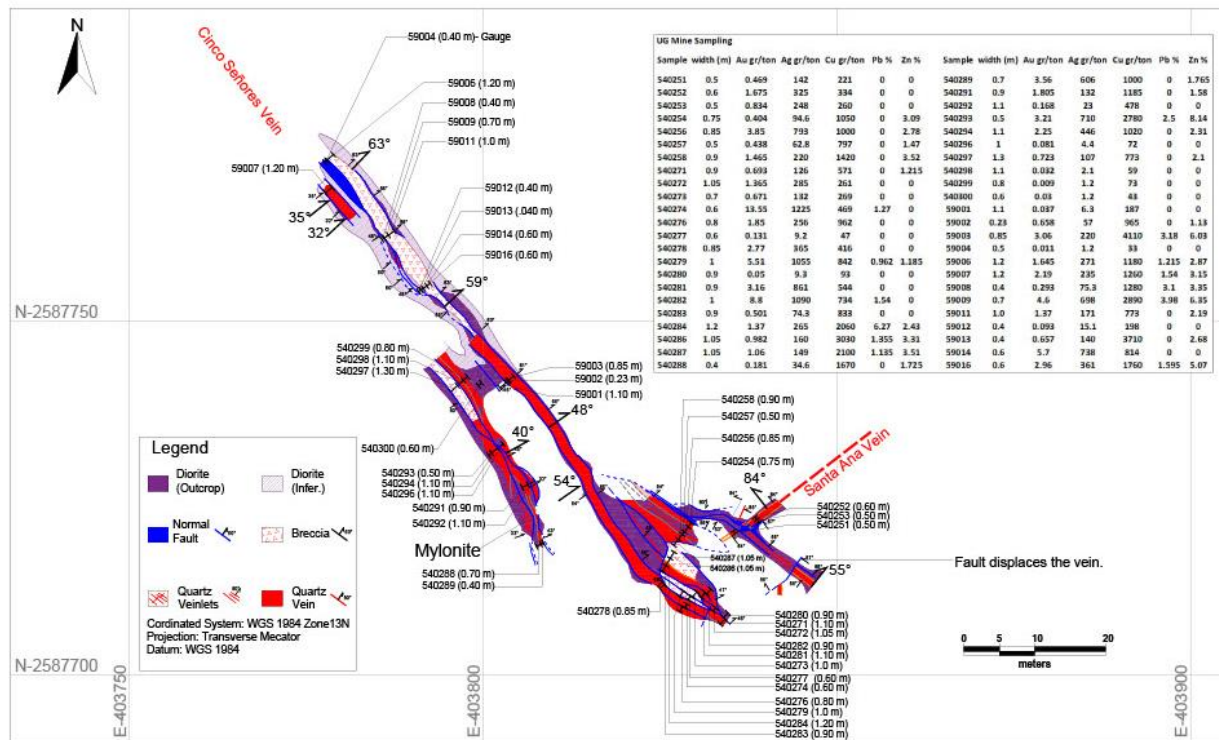 N
Cinco Señores Vein
59004 (0.40 m)- Gauge
59006 (1.20 m)
59008 (0.40 m)
59009 (0.70 m)
59011 (1.0 m)
59007 (1.20 m)
63°
35°
32°
59012 (0.40 m)
59013 (.040 m)
59014 (0.60 m)
59016 (0.60 m)
59°
N-2587750
540299 (0.80 m)
540298 (1.10 m)
540297 (1.30 m)
59003 (0.85 m)
59002 (0.23 m)
59001 (1.10 m)
48°
40°
540300 (0.60 m)
540293 (0.50 m)
540294 (1.10 m)
540296 (1.10 m)
540291 (0.90 m)
540292 (1.10 m)
Mylonite
540288 (0.70 m)
540289 (0.40 m)
54°
540258 (0.90 m)
540257 (0.50 m)
540256 (0.85 m)
540254 (0.75 m)
84°
Santa Ana Vein
540252 (0.60 m)
540253 (0.50 m)
540251 (0.50 m)
55°
Fault displaces the vein.
540287 (1.05 m)
540286 (1.05 m)
540278 (0.85 m)
540280 (0.90 m)
540271 (1.10 m)
540272 (1.05 m)
540282 (0.90 m)
540281 (1.10 m)
540273 (1.0 m)
540277 (0.60 m)
540274 (0.60 m)
540276 (0.80 m)
540279 (1.0 m)
540284 (1.20 m)
540283 (0.90 m)
UG Mine Sampling
Sample width (m) Au gr/ton Ag gr/ton Cu gr/ton Pb % Zn % Sample width (m) Au gr/ton Ag gr/ton Cu gr/ton Pb % Zn %
540251 0.5 0.469 142 221 0 0 540289 0.7 3.56 606 1000 0 1.765
540252 0.6 1.675 325 334 0 0 540291 0.9 1.805 132 1185 0 1.58
540253 0.5 0.834 248 260 0 0 540292 1.1 0.168 23 478 0 0
540254 0.75 0.404 94.6 1050 0 3.09 540293 0.5 3.21 710 2780 2.5 8.14
540256 0.85 3.85 793 1000 0 2.78 540294 1.1 2.25 446 1020 0 2.31
540257 0.5 0.438 62.8 797 0 1.47 540296 1 0.081 4.4 72 0 0
540258 0.9 1.465 220 1420 0 3.52 540297 1.3 0.723 107 773 0 2.1
540271 0.9 0.693 126 571 0 1.215 540298 1.1 0.032 2.1 59 0 0
540272 1.05 1.365 285 261 0 0 540299 0.8 0.009 1.2 73 0 0
540273 0.7 0.671 132 269 0 0 540300 0.6 0.03 1.2 43 0 0
540274 0.6 13.55 1225 469 1.27 0 59001 1.1 0.037 6.3 187 0 0
540276 0.8 1.85 256 962 0 0 59002 0.23 0.658 57 965 0 1.13
540277 0.6 0.131 9.2 47 0 0 59003 0.85 3.06 220 4110 3.18 6.03
540278 0.85 2.77 365 416 0 0 59004 0.5 0.011 1.2 33 0 0
540279 1 5.51 1055 842 0.962 1.185 59006 1.2 1.645 271 1180 1.215 2.87
540280 0.9 0.05 9.3 93 0 0 59007 1.2 2.19 235 1260 1.54 3.15
540281 0.9 3.16 861 544 0 0 59008 0.4 0.293 75.3 1280 3.1 3.35
540282 1 8.8 1090 734 1.54 0 59009 0.7 4.6 698 2890 3.98 6.35
540283 0.9 0.501 74.3 833 0 0 59011 1.0 1.37 171 773 0 2.19
540284 1.2 1.37 265 2060 6.27 2.43 59012 0.4 0.093 15.1 198 0 0
540286 1.05 0.982 160 3030 1.355 3.31 59013 0.4 0.657 140 3710 0 2.68
540287 1.05 1.06 149 2100 1.135 3.51 59014 0.6 5.7 738 814 0 0
540288 0.4 0.181 34.6 1670 0 1.725 59016 0.6 2.96 361 1760 1.595 5.07
Legend
Diorite (Outcrop)
Diorite (Infer.)
Normal Fault
Breccia
Quartz Veinlets
Quartz Vein
Cordinated System: WGS 1984 Zone13N
Projection: Transverse Mecator
Datum: WGS 1984
0 5 10 20
meters
N-2587700
E-403750
E-403800
E-403900